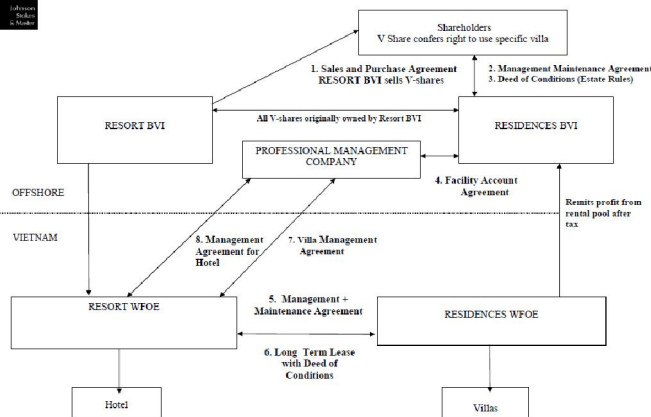 Johnson
Stokes
& Master
Shareholders
V Share confers right to use specific villa
1. Sales and Purchase Agreement
RESORT BVI sells V-shares
2. Management Maintenance Agreement
3. Deed of Conditions (Estate Rules)
RESORT BVI
All V-shares originally owned by Resort BVI
RESIDENCES BVI
PROFESSIONAL MANAGEMENT
COMPANY
4. Facility Account
Agreement
OFFSHORE
Remits profit from
rental pool after
tax
VIETNAM
8. Management
Agreement for
Hotel
7. Villa Management
Agreement
RESORT WFOE
5. Management +
Maintenance Agreement
RESIDENCES WFOE
6. Long Term Lease
with Deed of
Conditions
Hotel
Villas